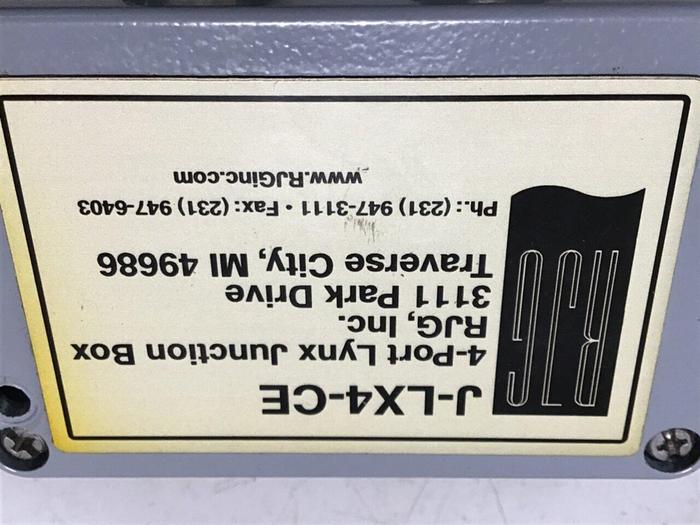 RJG
J-LX4-CE
4-Port Lynx Junction Box
RJG, Inc.
3111 Park Drive
Traverse City, MI 49686
Ph.: (231) 947-3111 • Fax: (231) 947-6403
www.RJGinc.com